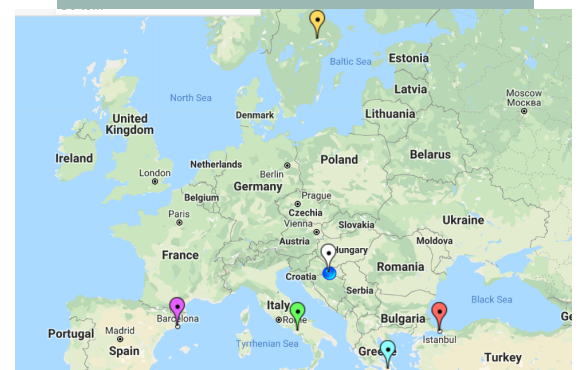 Estonia
Baltic Sea
Latvia
Moscow
Москва
North Sea
Lithuania
Denmark
United
Kingdom
Belarus
Ireland
Netherlands
Poland
London
Berlin
Germany
Belgium
Prague
Czechia
Paris
Ukraine
Vienna
Slovakia
Austria
Hungary
Moldova
France
Croatia
Romania
Serbia
Italy
Black Sea
Barcelona
Rome
Bulgaria
Portugal
Madrid
Istanbul
Spain
Tyrrhenian Sea
Greece
Turkey